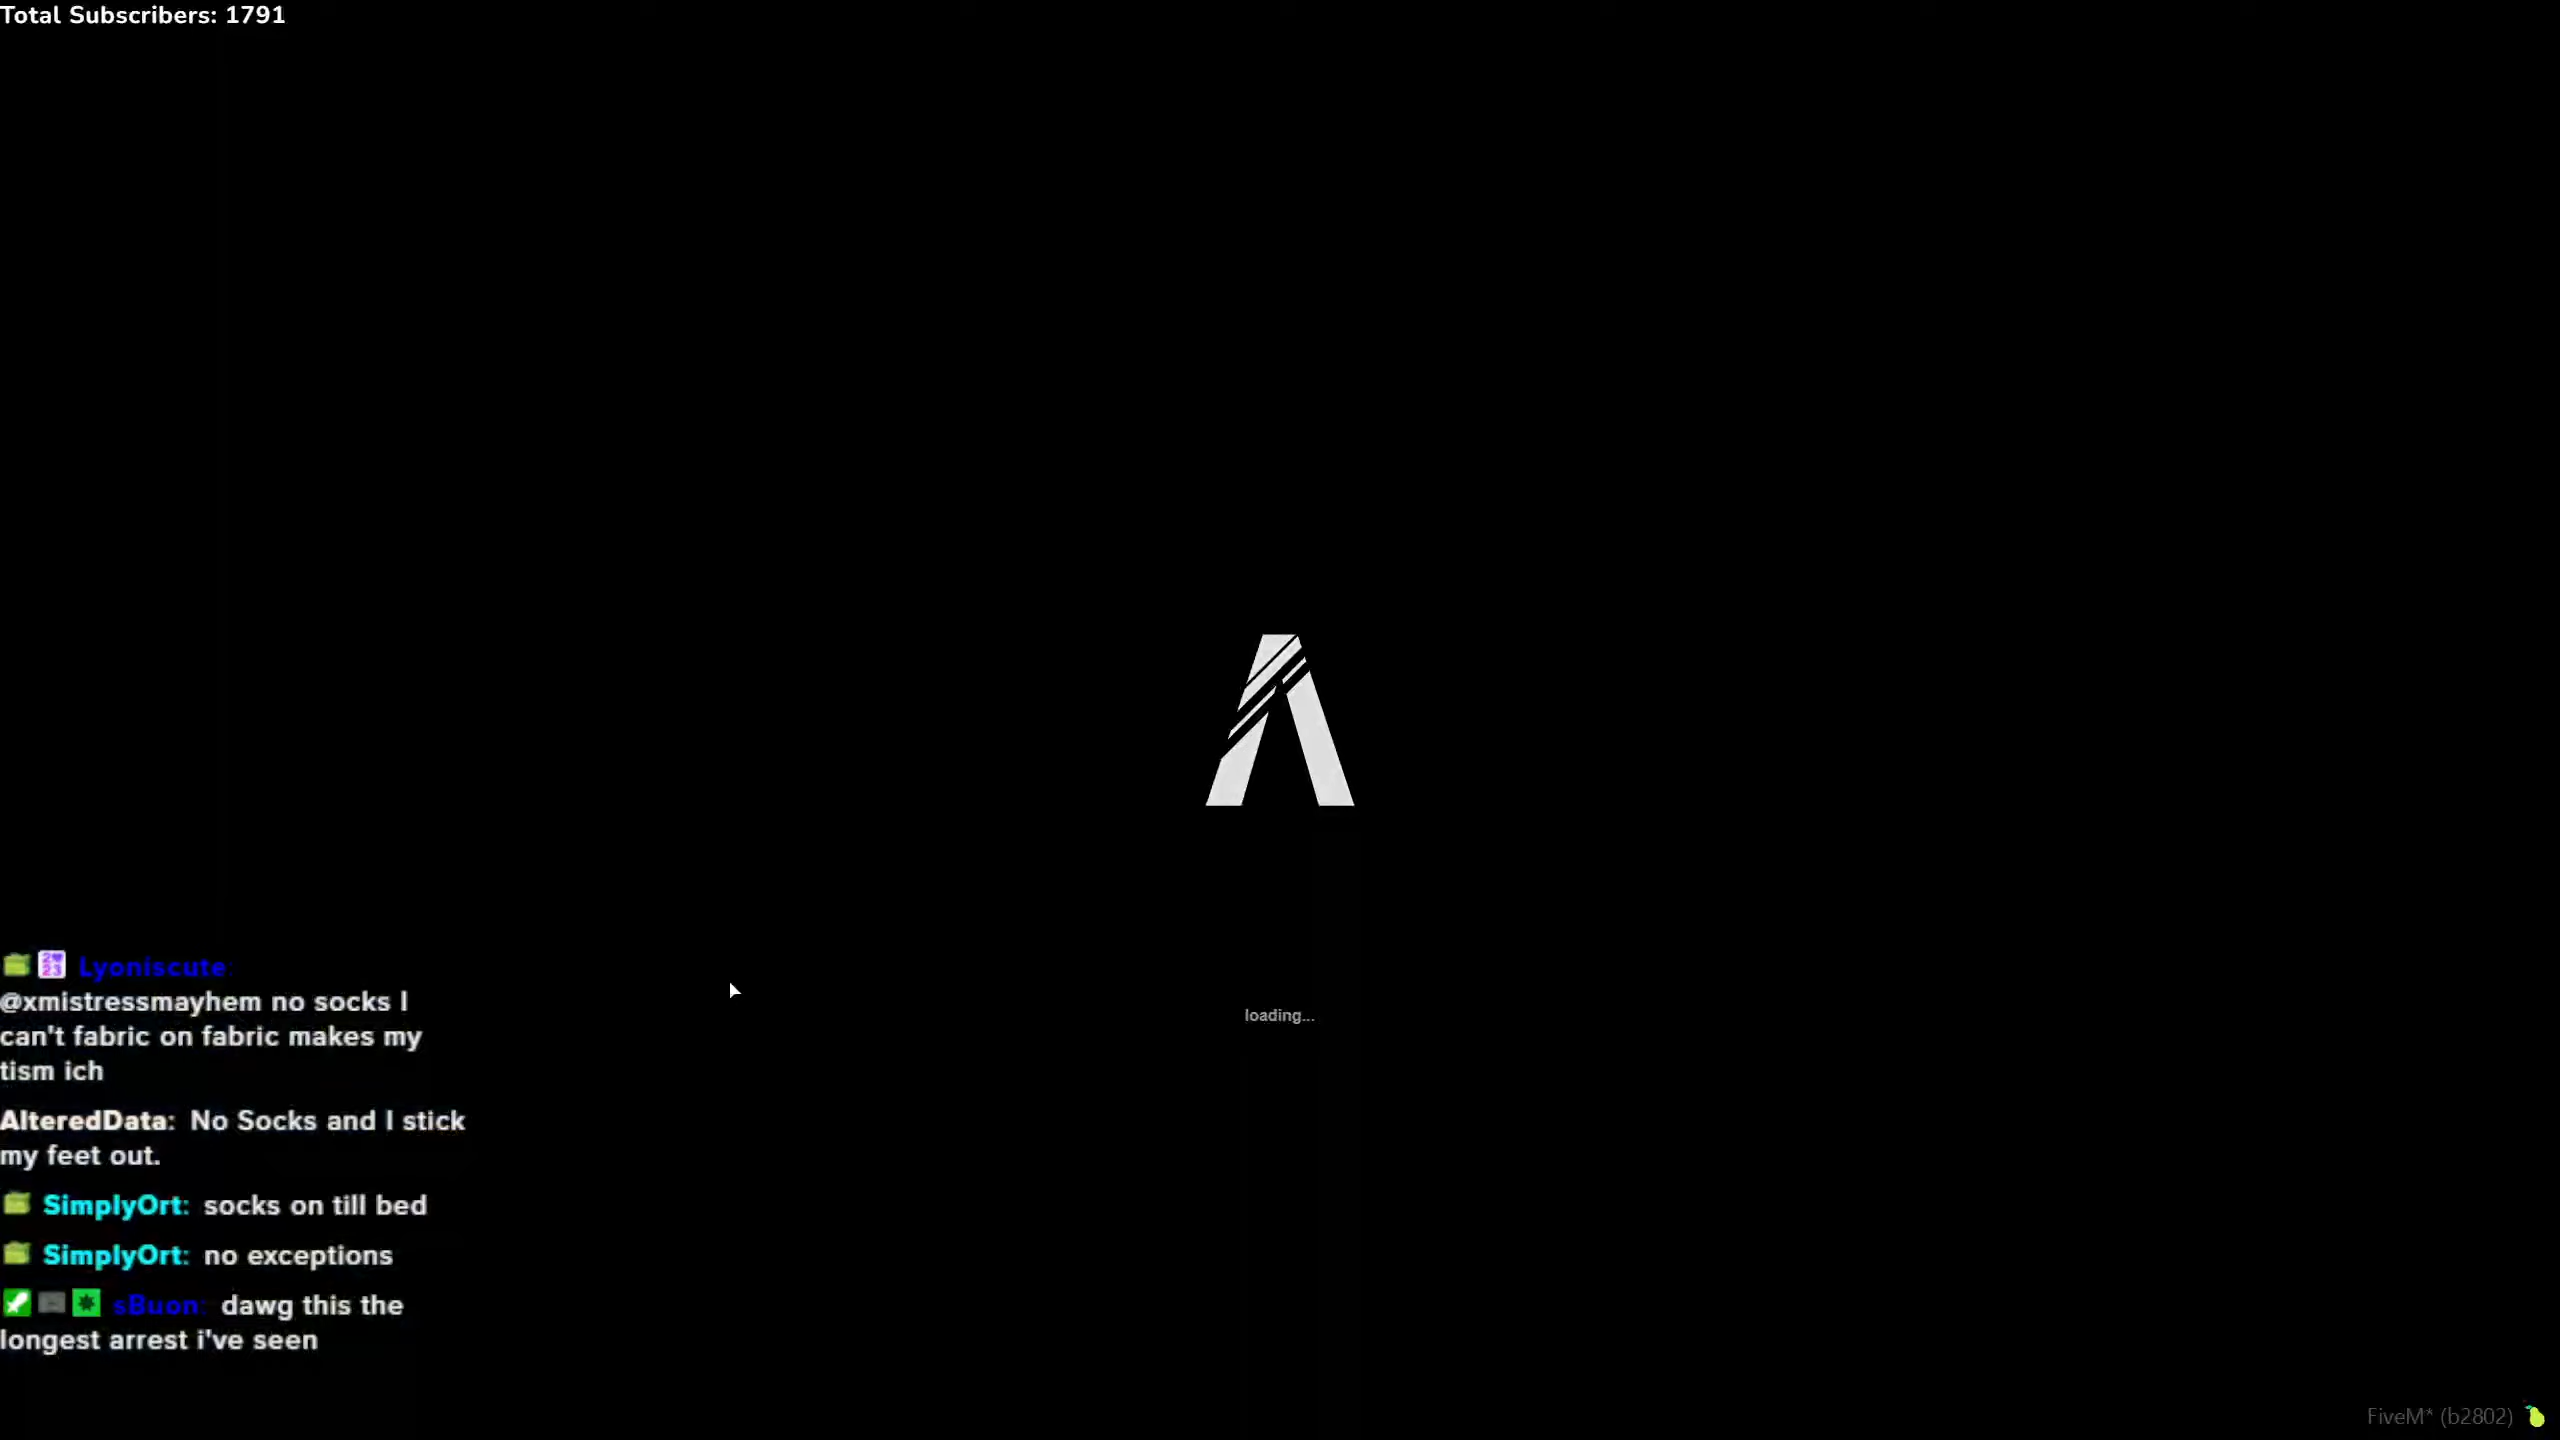 Total Subscribers: 1791
loading...
Lyoniscute:
@xmistressmayhem no socks I
can't fabric on fabric makes my
tism ich
AlteredData: No Socks and I stick
my feet out.
SimplyOrt: socks on till bed
SimplyOrt: no exceptions
sBuon: dawg this the
longest arrest i've seen
FiveM* (b2802)